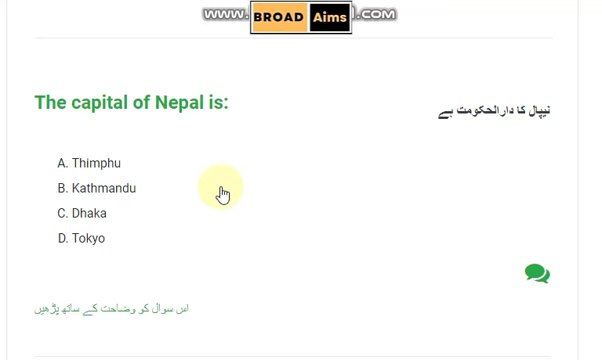 www. l.com
BROAD Aims
The capital of Nepal is:
نیپال کا دارالحکومت ہے
A. Thimphu
B. Kathmandu
C. Dhaka
D. Tokyo
اس سوال کو وضاحت کے ساتھ پڑھیں